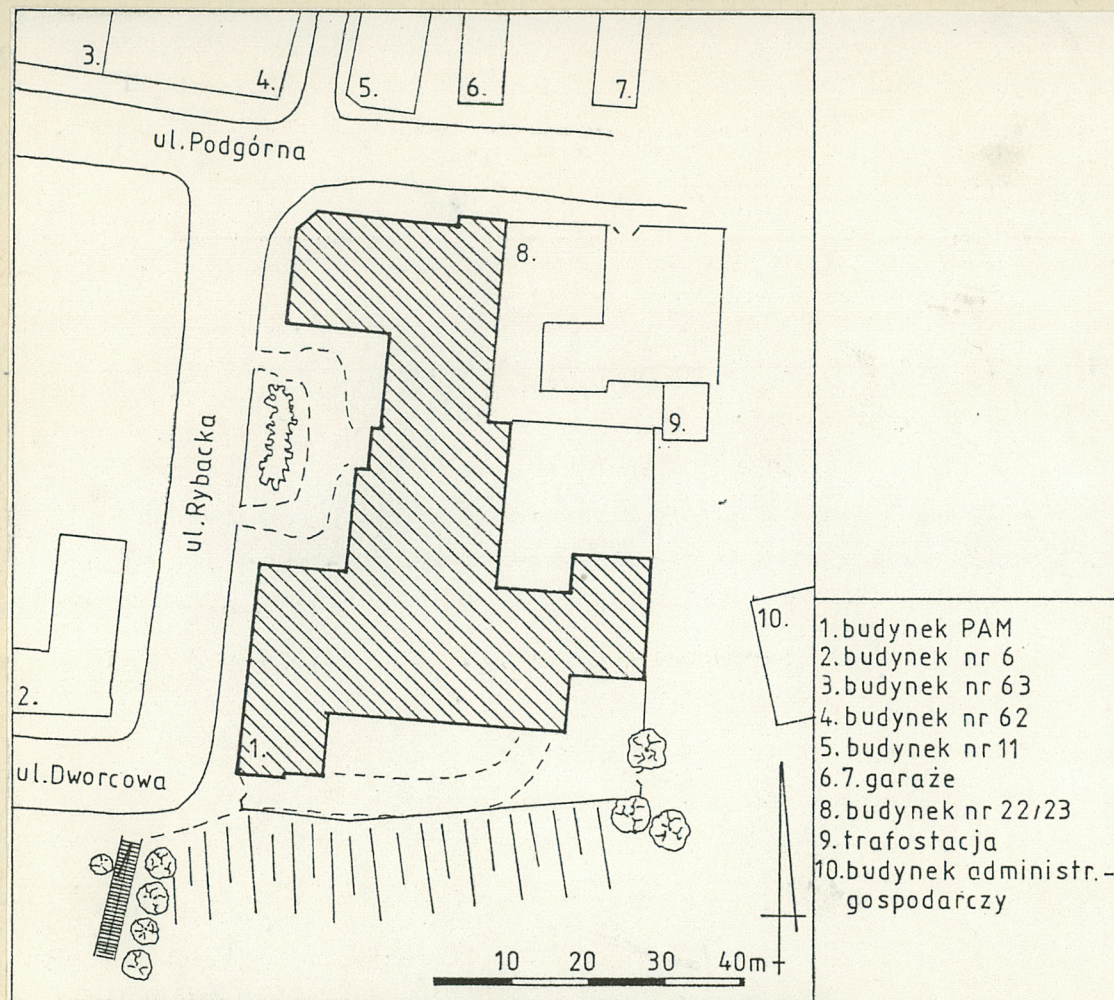 3.
4.
5.
6.
7.
ul.Podgórna
8.
9.
ul.Rybacka
10.
2.
1.
ul.Dworcowa
1.budynek PAM
2.budynek nr 6
3.budynek nr 63
4.budynek nr 62
5.budynek nr 11
6.7.garaże
8.budynek nr 22/23
9.trafostacja
10.budynek administr.-
gospodarczy
10 20 30 40m